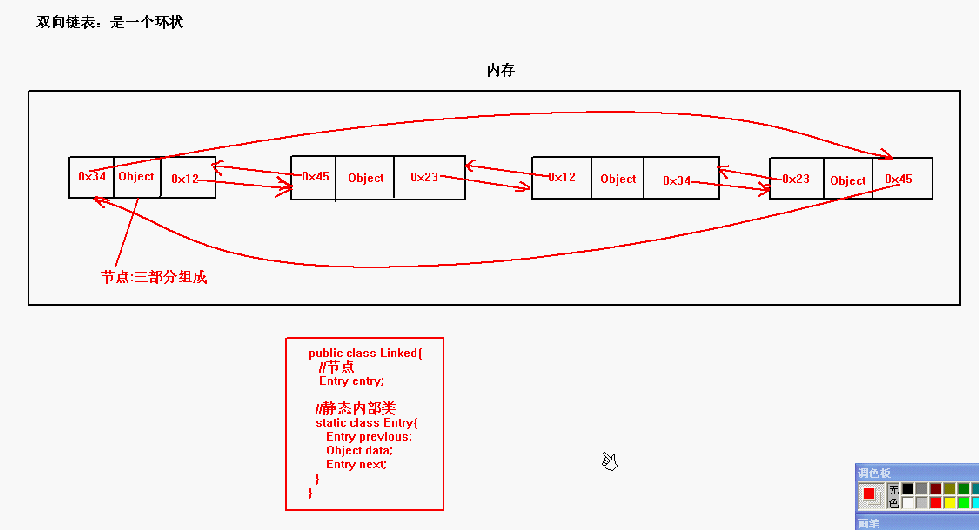 双向链表：是一个环状
内存
0x34 Object 0x12
0x45 Object 0x23
0x12 Object 0x34
0x23 Object 0x45
节点:三部分组成
public class Linked{
//节点
Entry entry;
//静态内部类
static class Entry{
Entry previous;
Object data;
Entry next;
}
}
调色板
无色
画笔